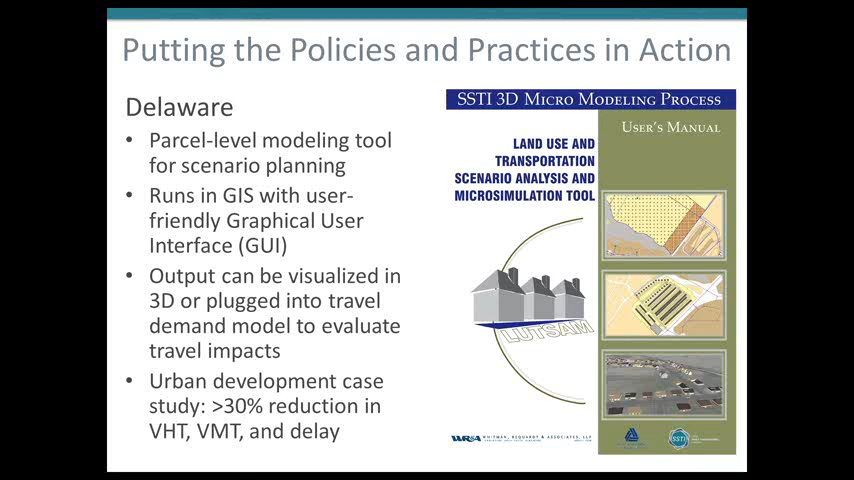 Putting the Policies and Practices in Action
Delaware
• Parcel-level modeling tool
for scenario planning
• Runs in GIS with user-
friendly Graphical User
Interface (GUI)
• Output can be visualized in
3D or plugged into travel
demand model to evaluate
travel impacts
• Urban development case
study: >30% reduction in
VHT, VMT, and delay
SSTI 3D MICRO MODELING PROCESS
USER'S MANUAL
LAND USE AND
TRANSPORTATION
SCENARIO ANALYSIS AND
MICROSIMULATION TOOL
LUTSAM
WR&A WHITMAN, REQUARDT & ASSOCIATES, LLP
SSTI